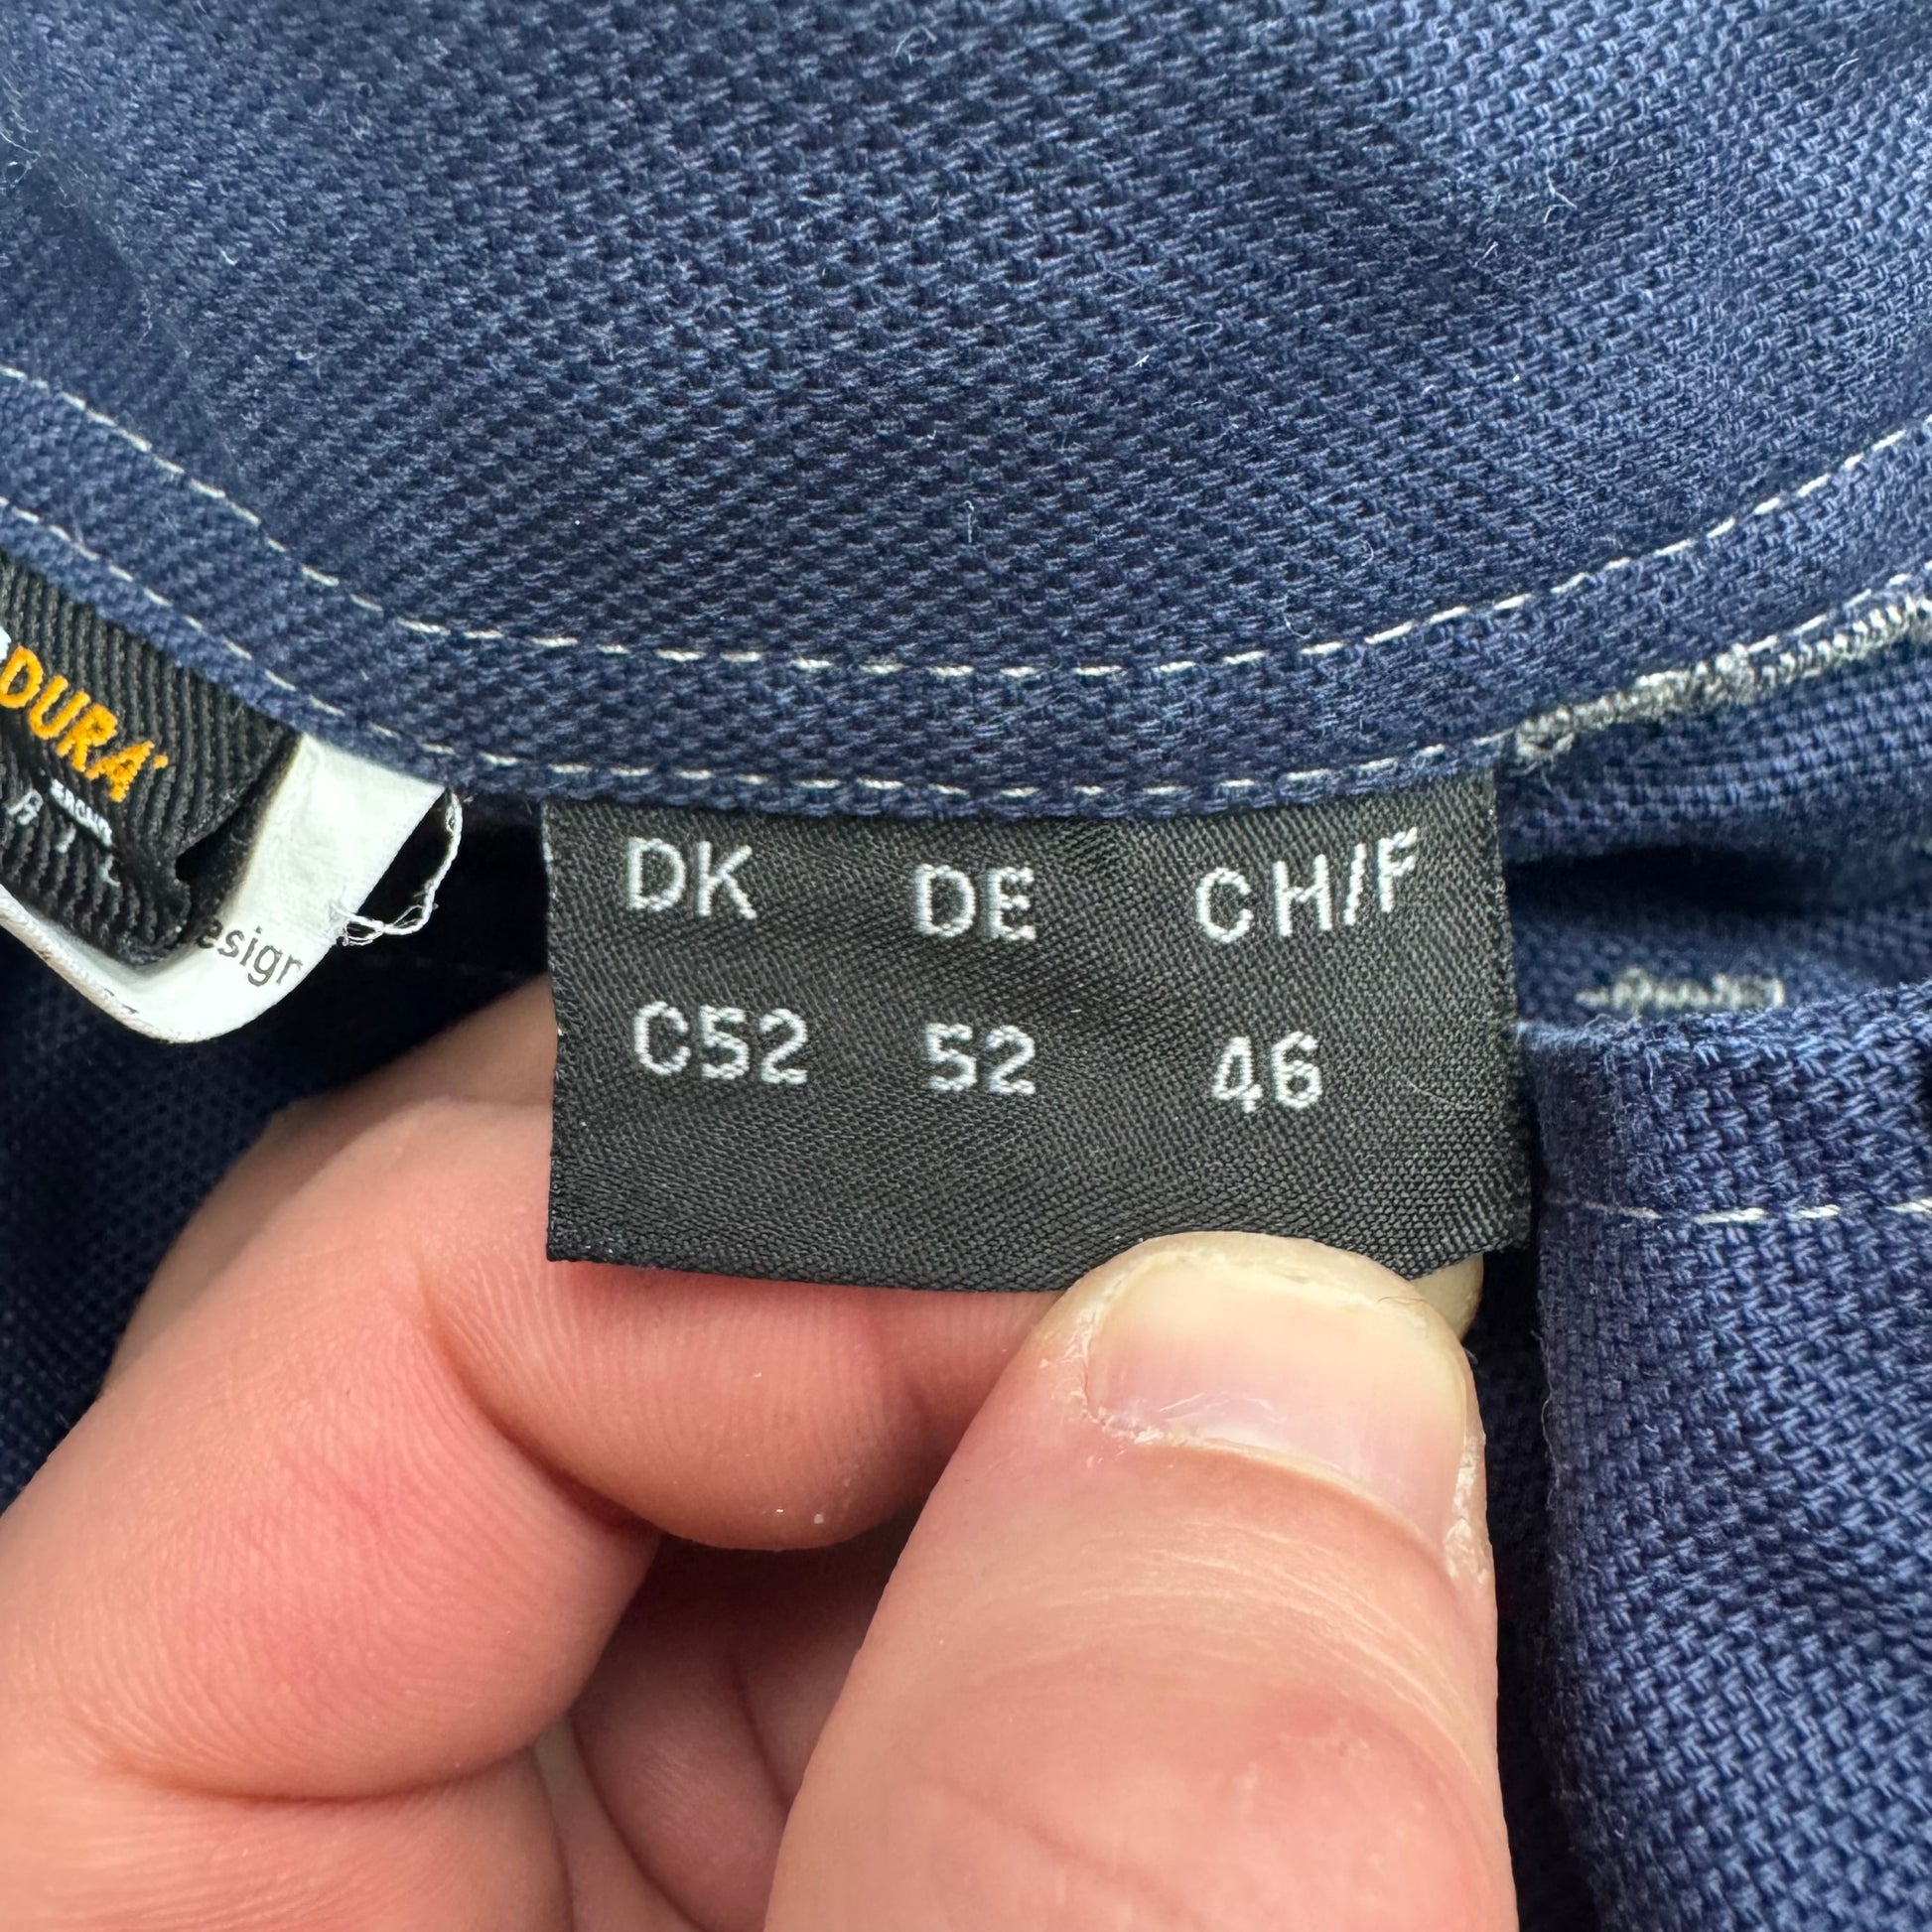 DURA
esign
DK DE CH/F
C52 52 46